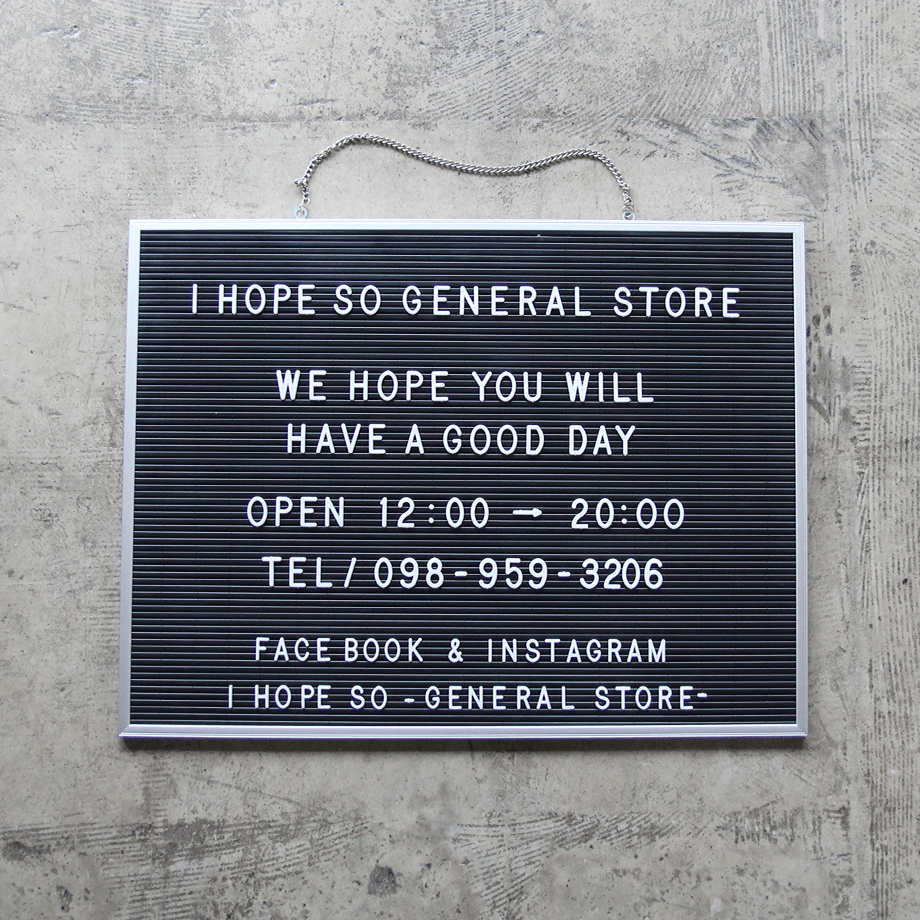 I HOPE SO GENERAL STORE
WE HOPE YOU WILL
HAVE A GOOD DAY
OPEN 12:00 → 20:00
TEL/098-959-3206
FACE BOOK & INSTAGRAM
I HOPE SO -GENERAL STORE-